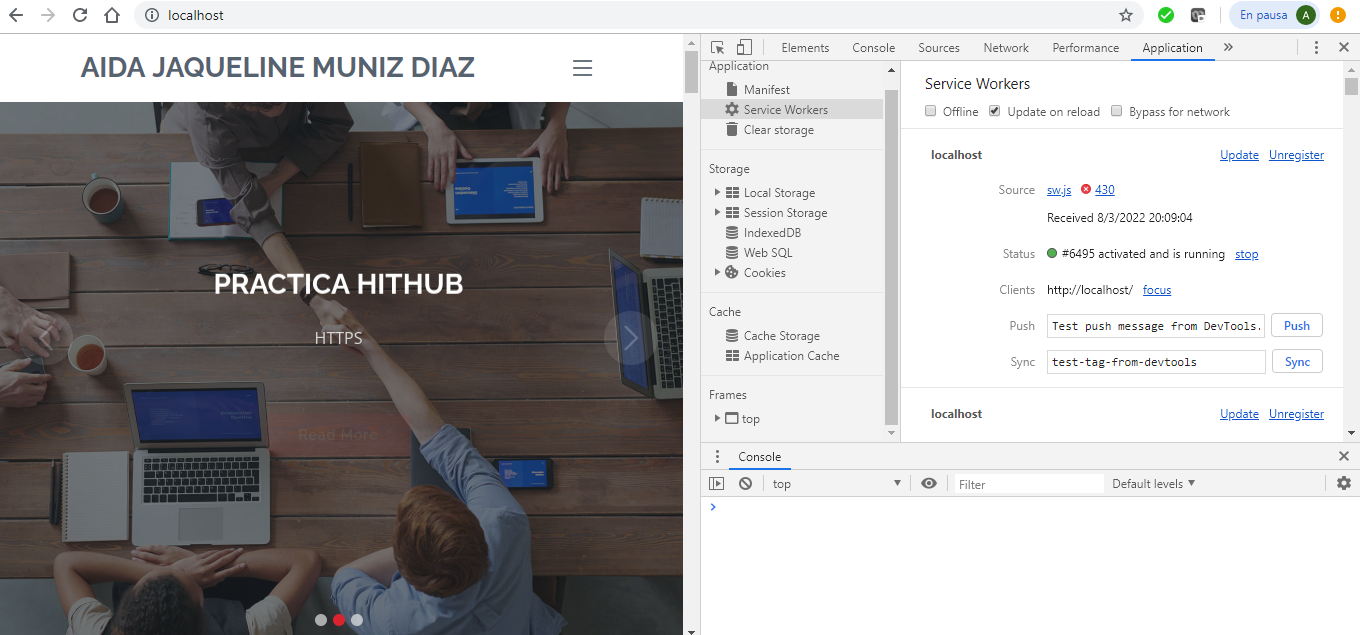 localhost
En pausa
A
AIDA JAQUELINE MUNIZ DIAZ
PRACTICA HITHUB
HTTPS
Read More
Elements
Console
Sources
Network
Performance
Application
»
Application
Manifest
Service Workers
Clear storage
Storage
Local Storage
Session Storage
IndexedDB
Web SQL
Cookies
Cache
Cache Storage
Application Cache
Frames
top
Service Workers
Offline Update on reload Bypass for network
localhost Update Unregister
Source sw.js 430
Received 8/3/2022 20:09:04
Status #6495 activated and is running stop
Clients http://localhost/ focus
Push Test push message from DevTools. Push
Sync test-tag-from-devtools Sync
localhost Update Unregister
Console
top Filter Default levels